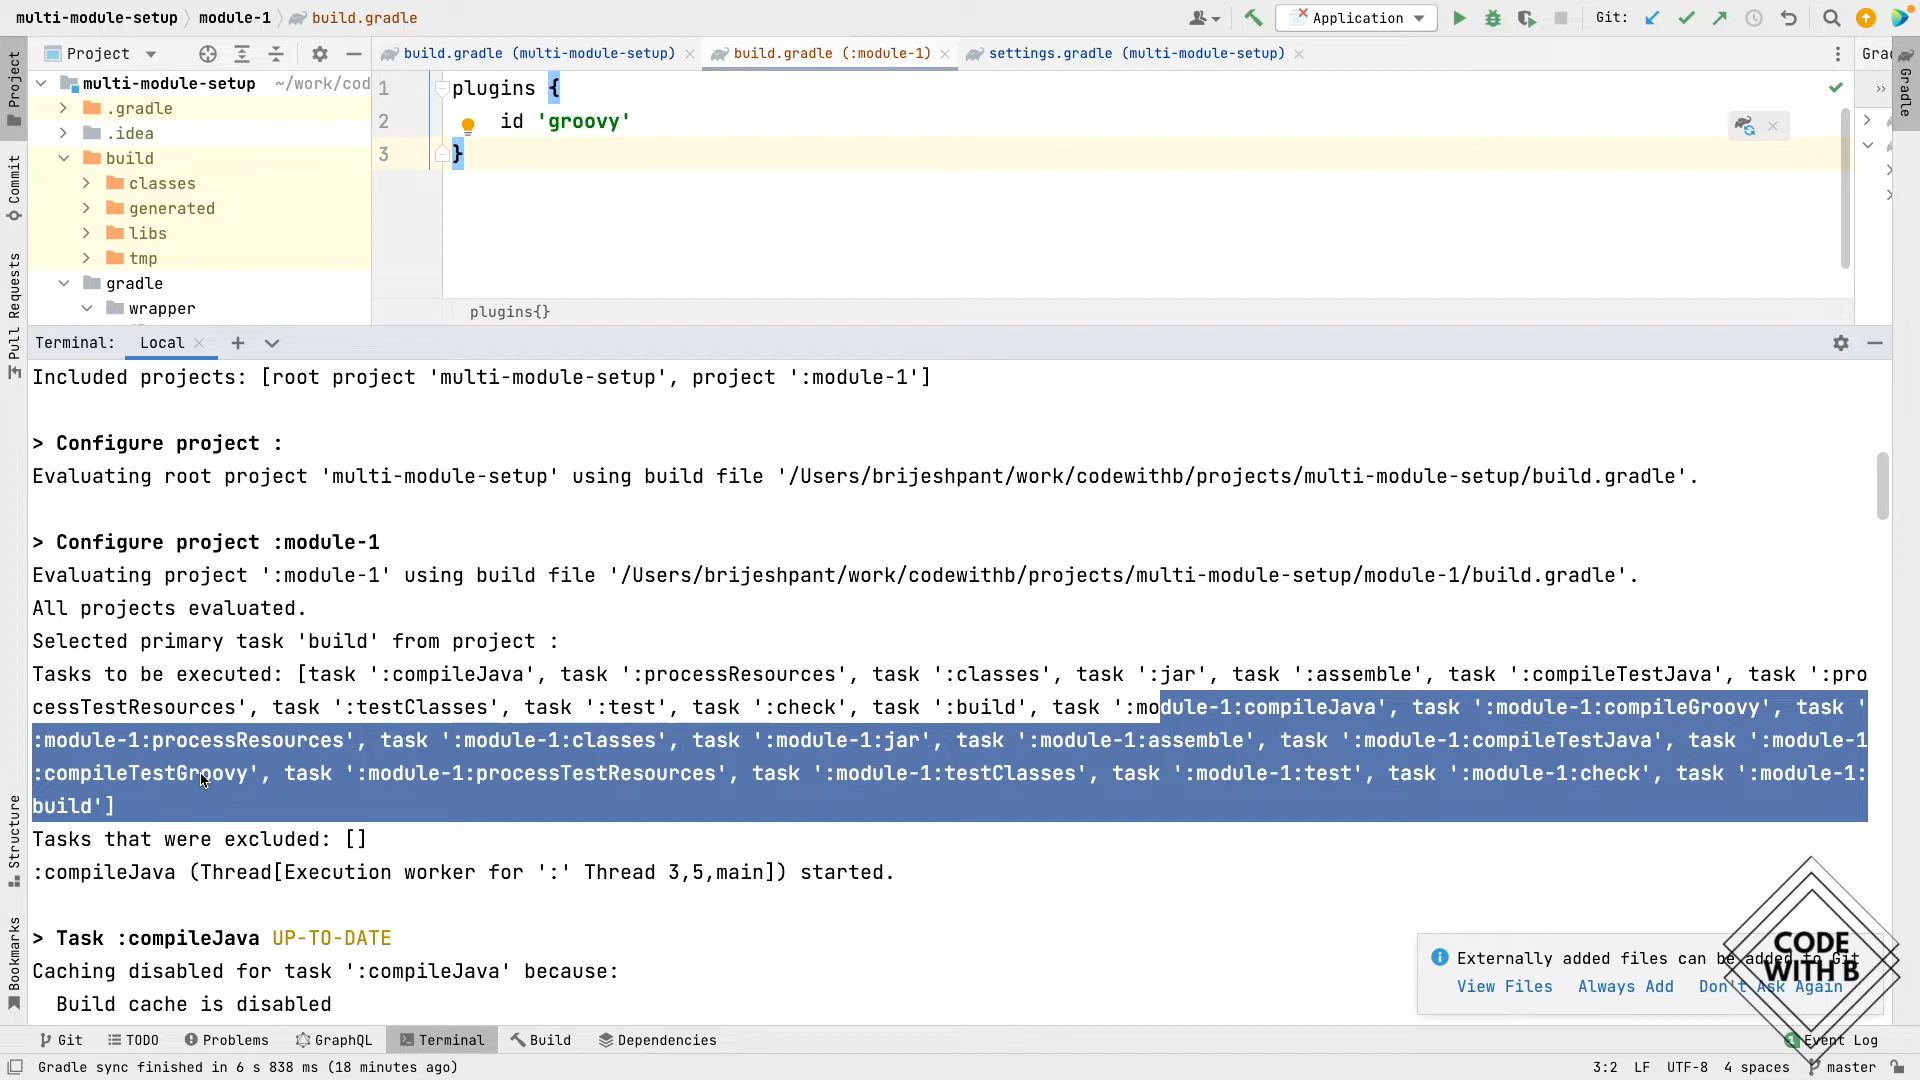 multi-module-setup module-1 build.gradle
Application
Git:
Project
build.gradle (multi-module-setup)
build.gradle (:module-1)
settings.gradle (multi-module-setup)
Grad
multi-module-setup ~/work/cod
.gradle
.idea
build
classes
generated
libs
tmp
gradle
wrapper
1 plugins {
2 id 'groovy'
3 }
plugins{}
Project
Commit
Pull Requests
Structure
Bookmarks
Gradle
Terminal: Local
Included projects: [root project 'multi-module-setup', project ':module-1']
> Configure project :
Evaluating root project 'multi-module-setup' using build file '/Users/brijeshpant/work/codewithb/projects/multi-module-setup/build.gradle'.
> Configure project :module-1
Evaluating project ':module-1' using build file '/Users/brijeshpant/work/codewithb/projects/multi-module-setup/module-1/build.gradle'.
All projects evaluated.
Selected primary task 'build' from project :
Tasks to be executed: [task ':compileJava', task ':processResources', task ':classes', task ':jar', task ':assemble', task ':compileTestJava', task ':pro
cessTestResources', task ':testClasses', task ':test', task ':check', task ':build', task ':module-1:compileJava', task ':module-1:compileGroovy', task '
:module-1:processResources', task ':module-1:classes', task ':module-1:jar', task ':module-1:assemble', task ':module-1:compileTestJava', task ':module-1
:compileTestGroovy', task ':module-1:processTestResources', task ':module-1:testClasses', task ':module-1:test', task ':module-1:check', task ':module-1:
build']
Tasks that were excluded: []
:compileJava (Thread[Execution worker for ':' Thread 3,5,main]) started.
> Task :compileJava UP-TO-DATE
Caching disabled for task ':compileJava' because:
Build cache is disabled
Externally added files can be added to Git
View Files Always Add Don't Ask Again
CODE
WITH B
Git TODO Problems GraphQL Terminal Build Dependencies Event Log
Gradle sync finished in 6 s 838 ms (18 minutes ago) 3:2 LF UTF-8 4 spaces master